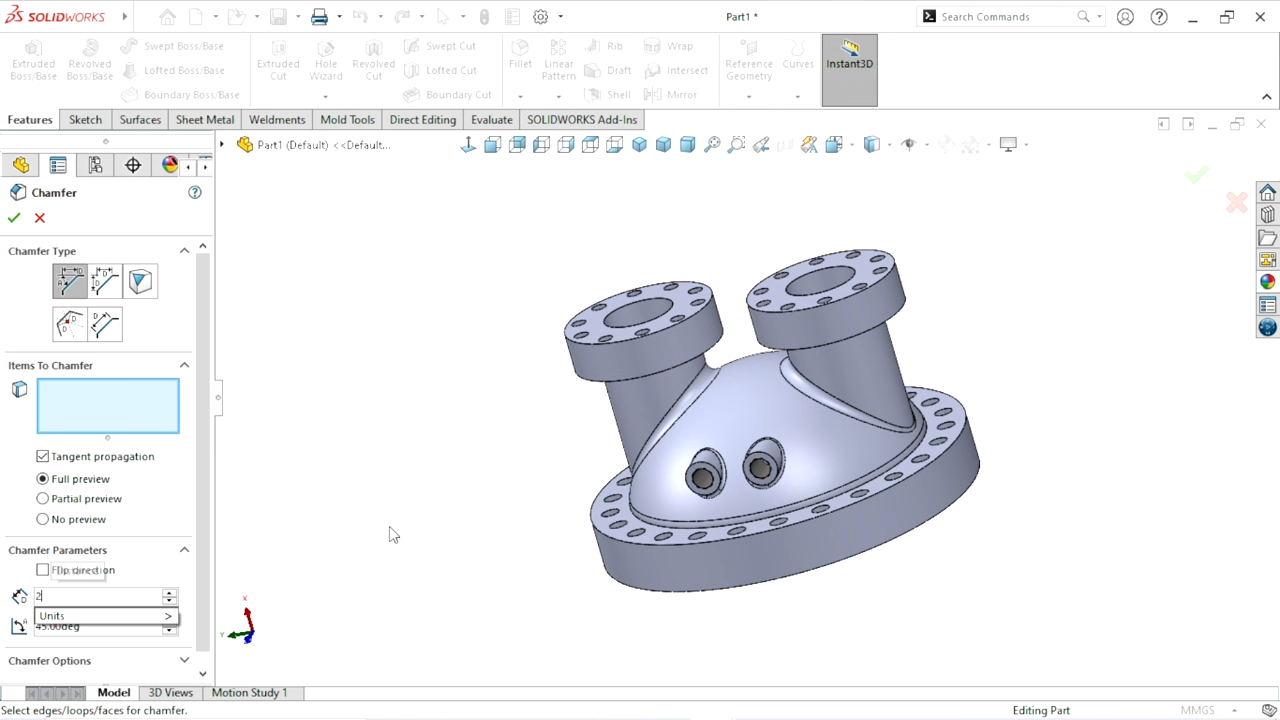 SOLIDWORKS
Part1 *
Search Commands
Extruded Boss/Base
Revolved Boss/Base
Swept Boss/Base
Lofted Boss/Base
Boundary Boss/Base
Extruded Cut
Hole Wizard
Revolved Cut
Swept Cut
Lofted Cut
Boundary Cut
Fillet
Linear Pattern
Rib
Draft
Shell
Wrap
Intersect
Mirror
Reference Geometry
Curves
Instant3D
Features
Sketch
Surfaces
Sheet Metal
Weldments
Mold Tools
Direct Editing
Evaluate
SOLIDWORKS Add-Ins
Part1 (Default) <<Default...
Chamfer
Chamfer Type
Items To Chamfer
Tangent propagation
Full preview
Partial preview
No preview
Chamfer Parameters
Flip direction
2
Units >
45.00deg
Chamfer Options
X
Y
Model
3D Views
Motion Study 1
Select edges/loops/faces for chamfer.
Editing Part
MMGS